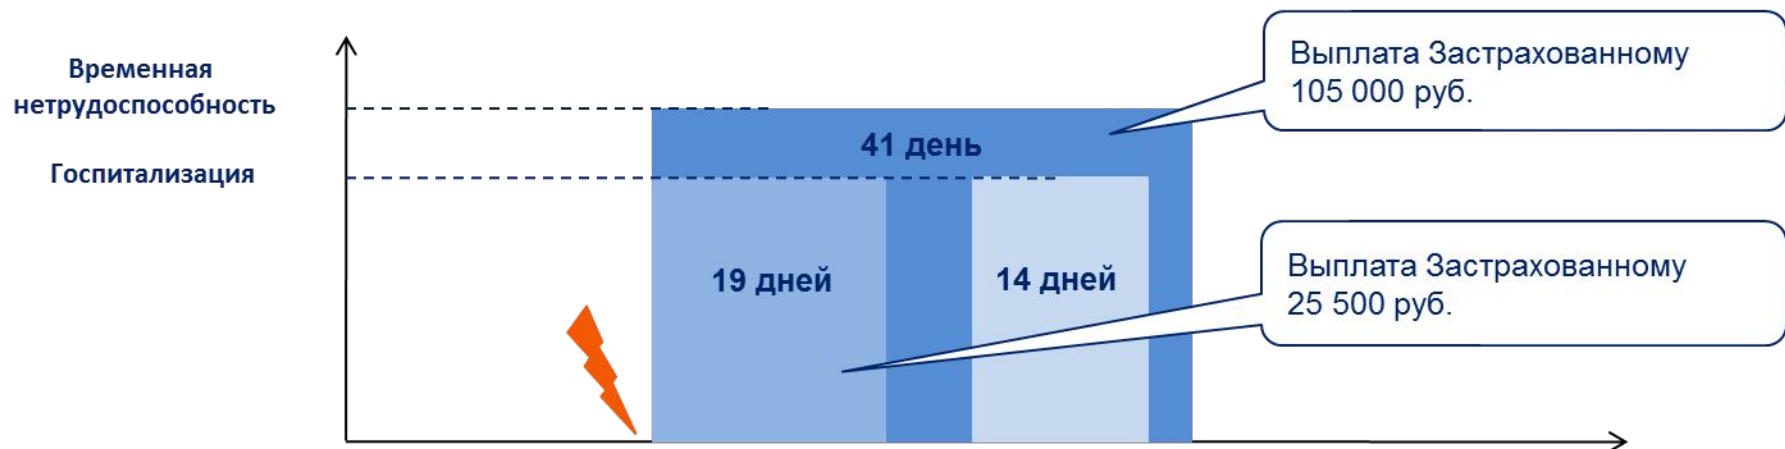 Временная
нетрудоспособность
Госпитализация
41 день
19 дней
14 дней
Выплата Застрахованному
105 000 руб.
Выплата Застрахованному
25 500 руб.